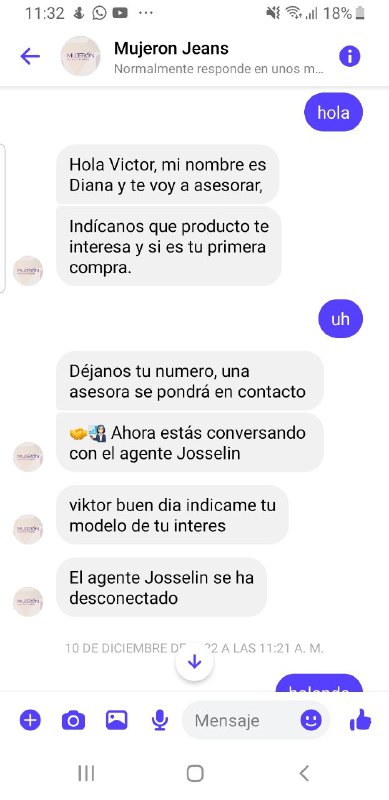 11:32
18%
Mujeron Jeans
Normalmente responde en unos m...
hola
Hola Victor, mi nombre es
Diana y te voy a asesorar,
Indícanos que producto te
interesa y si es tu primera
compra.
uh
Déjanos tu numero, una
asesora se pondrá en contacto
🤝 Ahora estás conversando
con el agente Josselin
viktor buen dia indicame tu
modelo de tu interes
El agente Josselin se ha
desconectado
10 DE DICIEMBRE DE 22 A LAS 11:21 A. M.
Mensaje